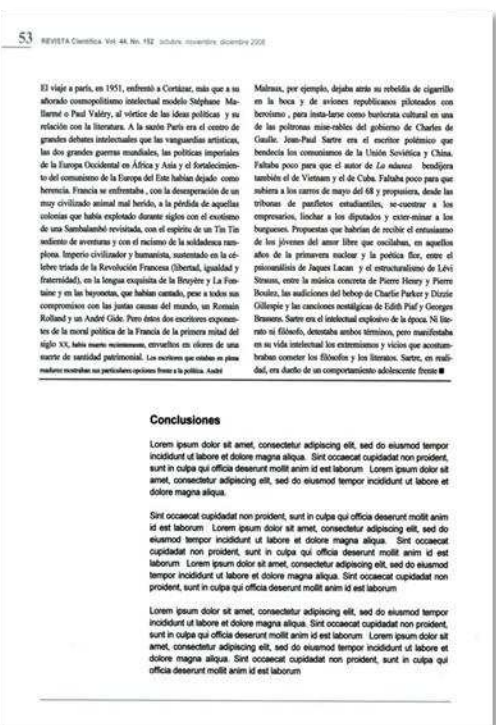 53 REVISTA Científica. Vol. 44, No. 192 octubre, noviembre, diciembre 2008
El viaje a parís, en 1951, enfrentó a Cortázar, más que a su
añorado cosmopolitismo intelectual modelo Stéphane Ma-
llarmé o Paul Valéry, al vórtice de las ideas políticas y su
relación con la literatura. A la sazón París era el centro de
grandes debates intelectuales que las vanguardias artísticas,
las dos grandes guerras mundiales, las políticas imperiales
de la Europa Occidental en África y Ania y el fortalecimien-
to del comunismo de la Europa del Este habían dejado como
herencia. Francia se enfrentaba, con la desesperación de un
muy civilizado animal mal herido, a la pérdida de aquellas
colonias que había explotado durante siglos con el exotismo
de una Sambalambó revisitada, con el espíritu de un Tin Tin
sediento de aventuras y con el racismo de la soldadesca ram-
plona. Imperio civilizador y humanista, sustentado en la cé-
lebre triada de la Revolución Francesa (libertad, igualdad y
fraternidad), en la lengua exquisita de la Bruyère y La Fon-
taine y en las bayonetas, que habían cantado, pese a todos sus
compromisos con las justas causas del mundo, un Romain
Rolland y un André Gide. Pero éstos dos escritores exponen-
tes de la moral política de la Francia de la primera mitad del
siglo XX, había muerto recientemente, envueltos en olores de una
suerte de santidad patrimonial. Los escritores que estaban en plena
madurez mostraban sus particulares opciones frente a la política. André
Malraux, por ejemplo, dejaba atrás su rebeldía de cigarrillo
en la boca y de aviones republicanos piloteados con
heroísmo , para insta-larse como burócrata cultural en una
de las poltronas mise-rables del gobierno de Charles de
Gaulle. Jean-Paul Sartre era el escritor polémico que
bendecía los comunismos de la Unión Soviética y China.
Faltaba poco para que el autor de La náusea bendijera
también el de Vietnam y el de Cuba. Faltaba poco para que
subiera a los carros de mayo del 68 y propusiera, desde las
tribunas de panfletos estudiantiles, se-cuestrar a los
empresarios, linchar a los diputados y exter-minar a los
burgueses. Propuestas que habrían de recibir el entusiasmo
de los jóvenes del amor libre que oscilaban, en aquellos
años de la primavera nuclear y la poética flor, entre el
psicoanálisis de Jaques Lacan y el estructuralismo de Lévi
Strauss, entre la música concreta de Pierre Henry y Pierre
Boulez, las audiciones del bebop de Charlie Parker y Dizzie
Gillespie y las canciones nostálgicas de Edith Piaf y Georges
Brassens. Sartre era el intelectual explosivo de la época. Ni lite-
rato ni filósofo, detestaba ambos términos, pero manifestaba
en su vida intelectual los extremismos y vicios que acostum-
braban cometer los filósofos y los literatos. Sartre, en reali-
dad, era dueño de un comportamiento adolescente frente ■
Conclusiones
Lorem ipsum dolor sit amet, consectetur adipiscing elit, sed do eiusmod tempor
incididunt ut labore et dolore magna aliqua. Sint occaecat cupidadat non proident,
sunt in culpa qui officia deserunt mollit anim id est laborum Lorem ipsum dolor sit
amet, consectetur adipiscing elit, sed do eiusmod tempor incididunt ut labore et
dolore magna aliqua.
Sint occaecat cupidadat non proident, sunt in culpa qui officia deserunt mollit anim
id est laborum Lorem ipsum dolor sit amet, consectetur adipiscing elit, sed do
eiusmod tempor incididunt ut labore et dolore magna aliqua. Sint occaecat
cupidadat non proident, sunt in culpa qui officia deserunt mollit anim id est
laborum Lorem ipsum dolor sit amet, consectetur adipiscing elit, sed do eiusmod
tempor incididunt ut labore et dolore magna aliqua. Sint occaecat cupidadat non
proident, sunt in culpa qui officia deserunt mollit anim id est laborum
Lorem ipsum dolor sit amet, consectetur adipiscing elit, sed do eiusmod tempor
incididunt ut labore et dolore magna aliqua. Sint occaecat cupidadat non proident,
sunt in culpa qui officia deserunt mollit anim id est laborum Lorem ipsum dolor sit
amet, consectetur adipiscing elit, sed do eiusmod tempor incididunt ut labore et
dolore magna aliqua. Sint occaecat cupidadat non proident, sunt in culpa qui
officia deserunt mollit anim id est laborum